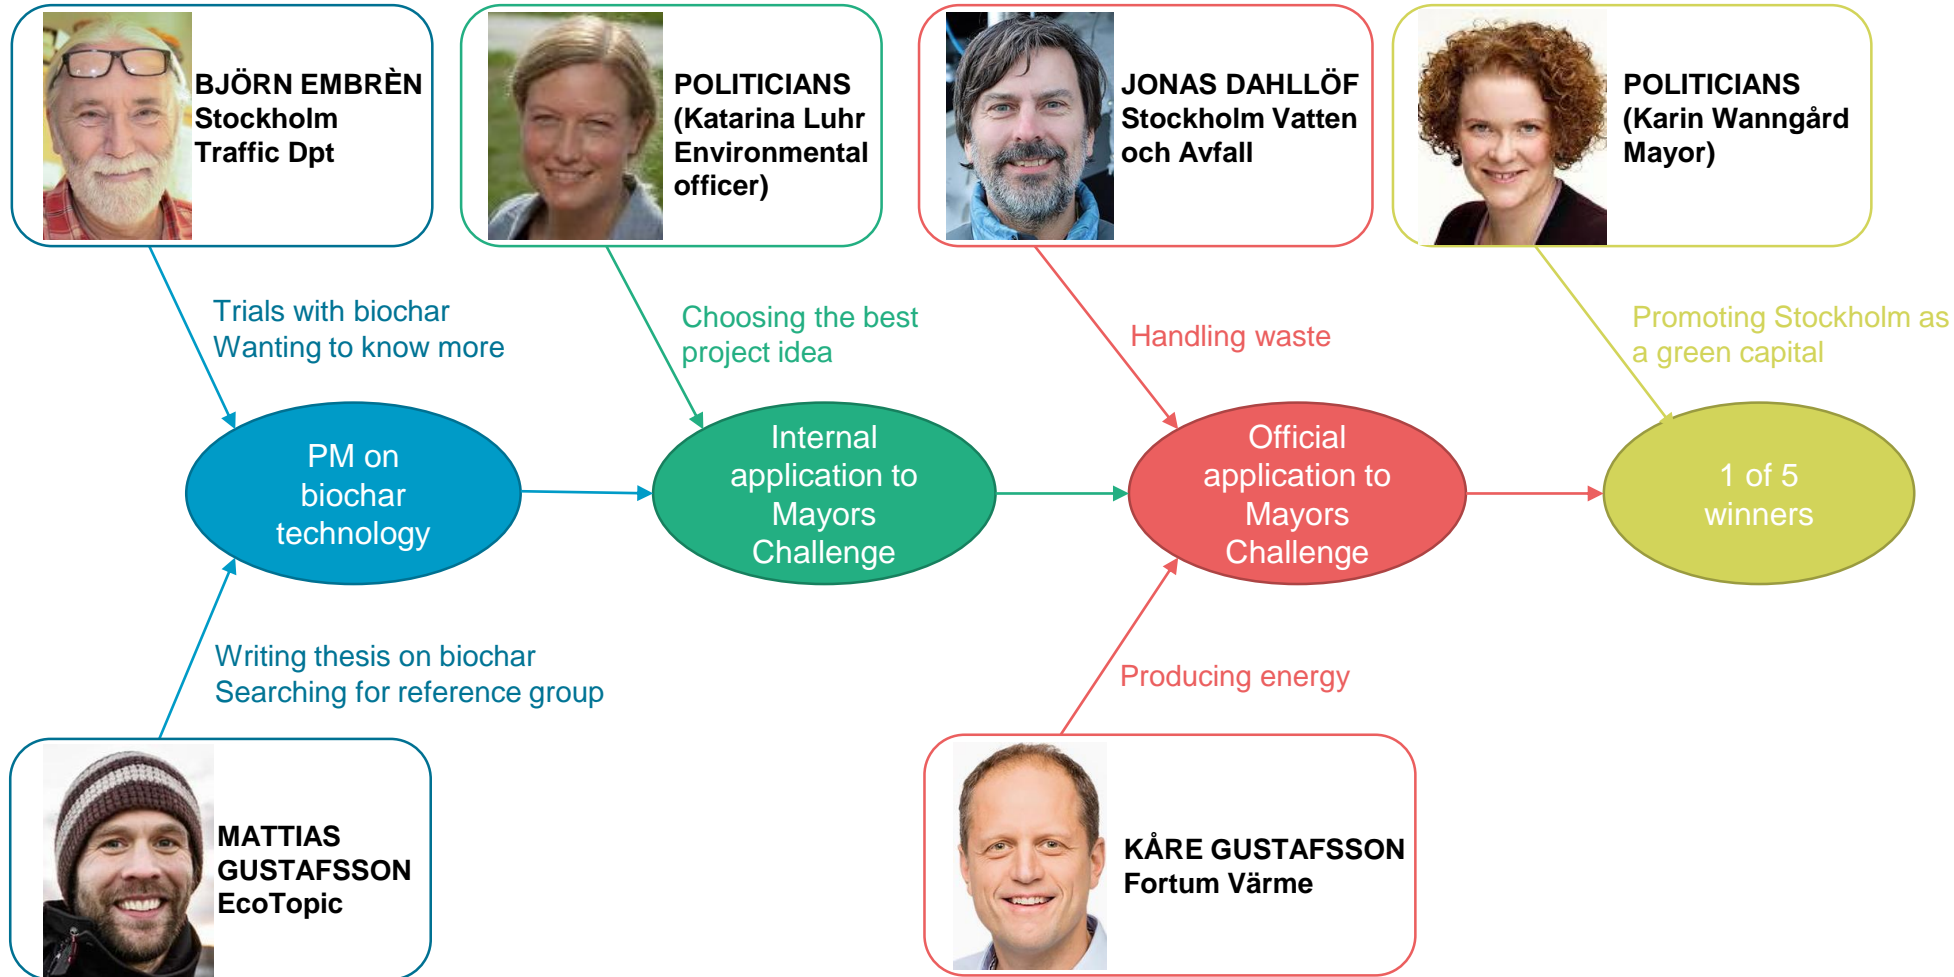 BJÖRN EMBRÈN
Stockholm
Traffic Dpt
POLITICIANS
(Katarina Luhr
Environmental
officer)
JONAS DAHLLÖF
Stockholm Vatten
och Avfall
POLITICIANS
(Karin Wanngård
Mayor)
Trials with biochar
Wanting to know more
Choosing the best
project idea
Handling waste
Promoting Stockholm as
a green capital
PM on
biochar
technology
Internal
application to
Mayors
Challenge
Official
application to
Mayors
Challenge
1 of 5
winners
Writing thesis on biochar
Searching for reference group
Producing energy
MATTIAS
GUSTAFSSON
EcoTopic
KÅRE GUSTAFSSON
Fortum Värme